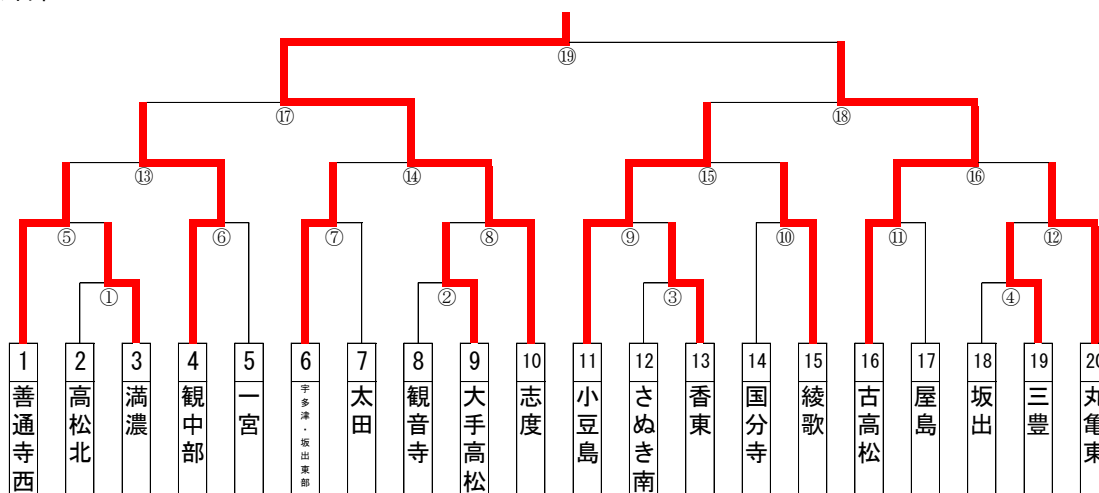 ⑲
⑰
⑱
⑬
⑭
⑮
⑯
⑤
⑥
⑦
⑧
⑨
⑩
⑪
⑫
①
②
③
④
1
2
3
4
5
6
7
8
9
10
11
12
13
14
15
16
17
18
19
20
善通寺西
高松北
満濃
観中部
一宮
宇多津・坂出東部
太田
観音寺
大手高松
志度
小豆島
さぬき南
香東
国分寺
綾歌
古高松
屋島
坂出
三豊
丸亀東